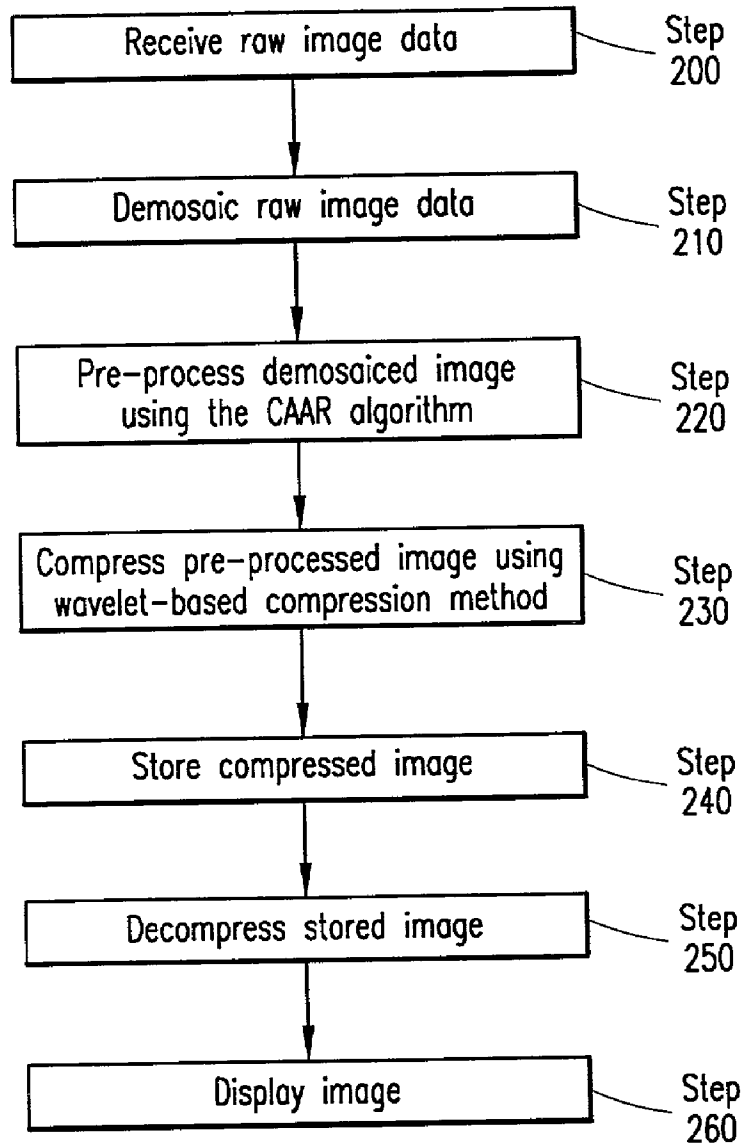 Receive raw image data
Step
200
Demosaic raw image data
Step
210
Pre-process demosaiced image
using the CAAR algorithm
Step
220
Compress pre-processed image using
wavelet-based compression method
Step
230
Store compressed image
Step
240
Decompress stored image
Step
250
Display image
Step
260